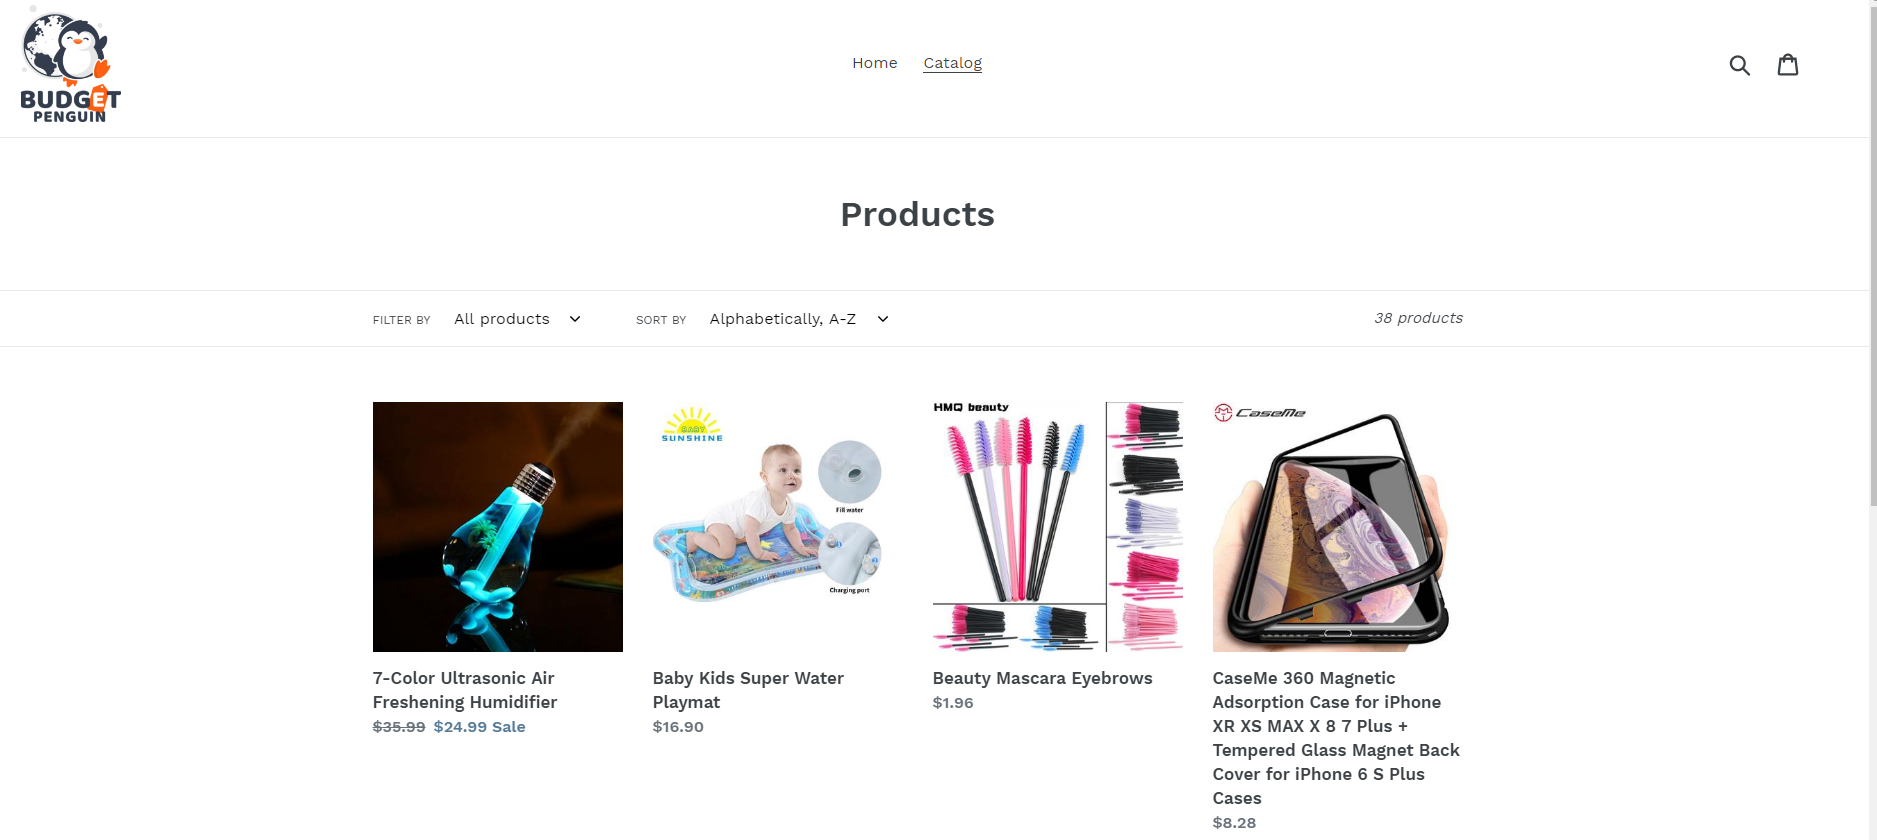 BUDGET
PENGUIN
Home
Catalog
Products
FILTER BY
All products
SORT BY
Alphabetically, A-Z
38 products
BABY
SUNSHINE
Fill water
Charging port
HMQ beauty
CaseMe
7-Color Ultrasonic Air
Freshening Humidifier
$35.99 $24.99 Sale
Baby Kids Super Water
Playmat
$16.90
Beauty Mascara Eyebrows
$1.96
CaseMe 360 Magnetic
Adsorption Case for iPhone
XR XS MAX X 8 7 Plus +
Tempered Glass Magnet Back
Cover for iPhone 6 S Plus
Cases
$8.28